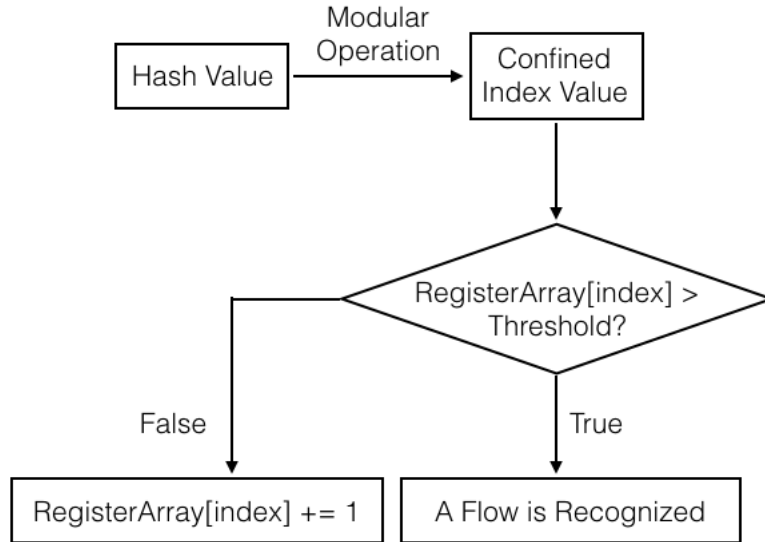 Modular
Operation
Hash Value
Confined
Index Value
RegisterArray[index] >
Threshold?
False
True
RegisterArray[index] += 1
A Flow is Recognized